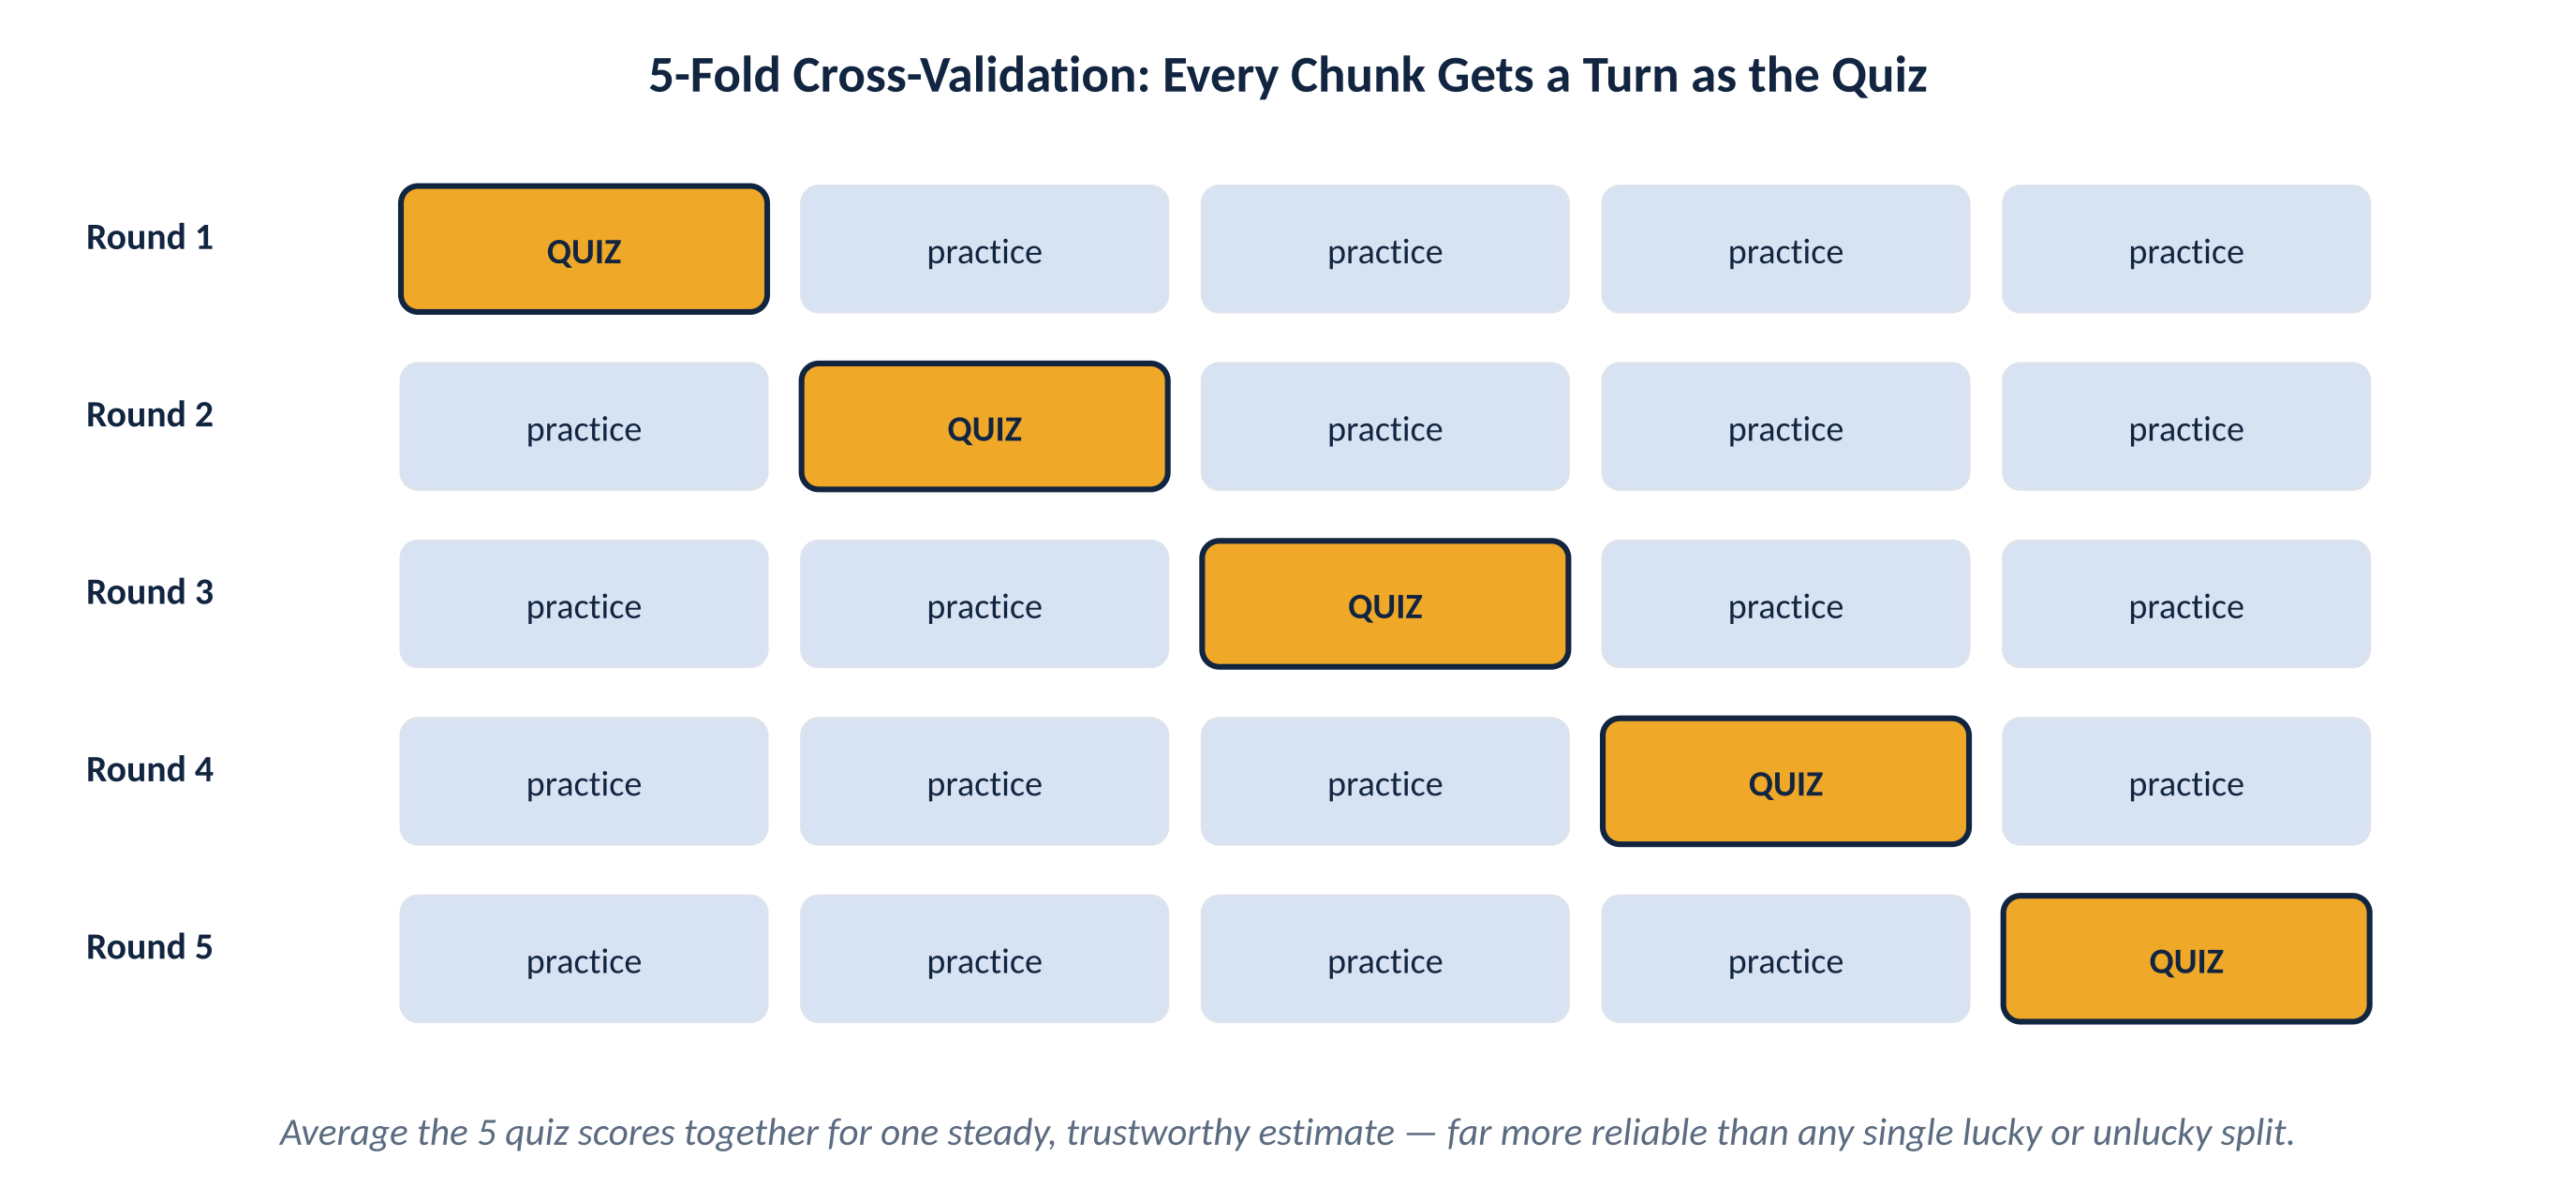 5-Fold Cross-Validation: Every Chunk Gets a Turn as the Quiz
Round 1 QUIZ practice practice practice practice
Round 2 practice QUIZ practice practice practice
Round 3 practice practice QUIZ practice practice
Round 4 practice practice practice QUIZ practice
Round 5 practice practice practice practice QUIZ
Average the 5 quiz scores together for one steady, trustworthy estimate — far more reliable than any single lucky or unlucky split.